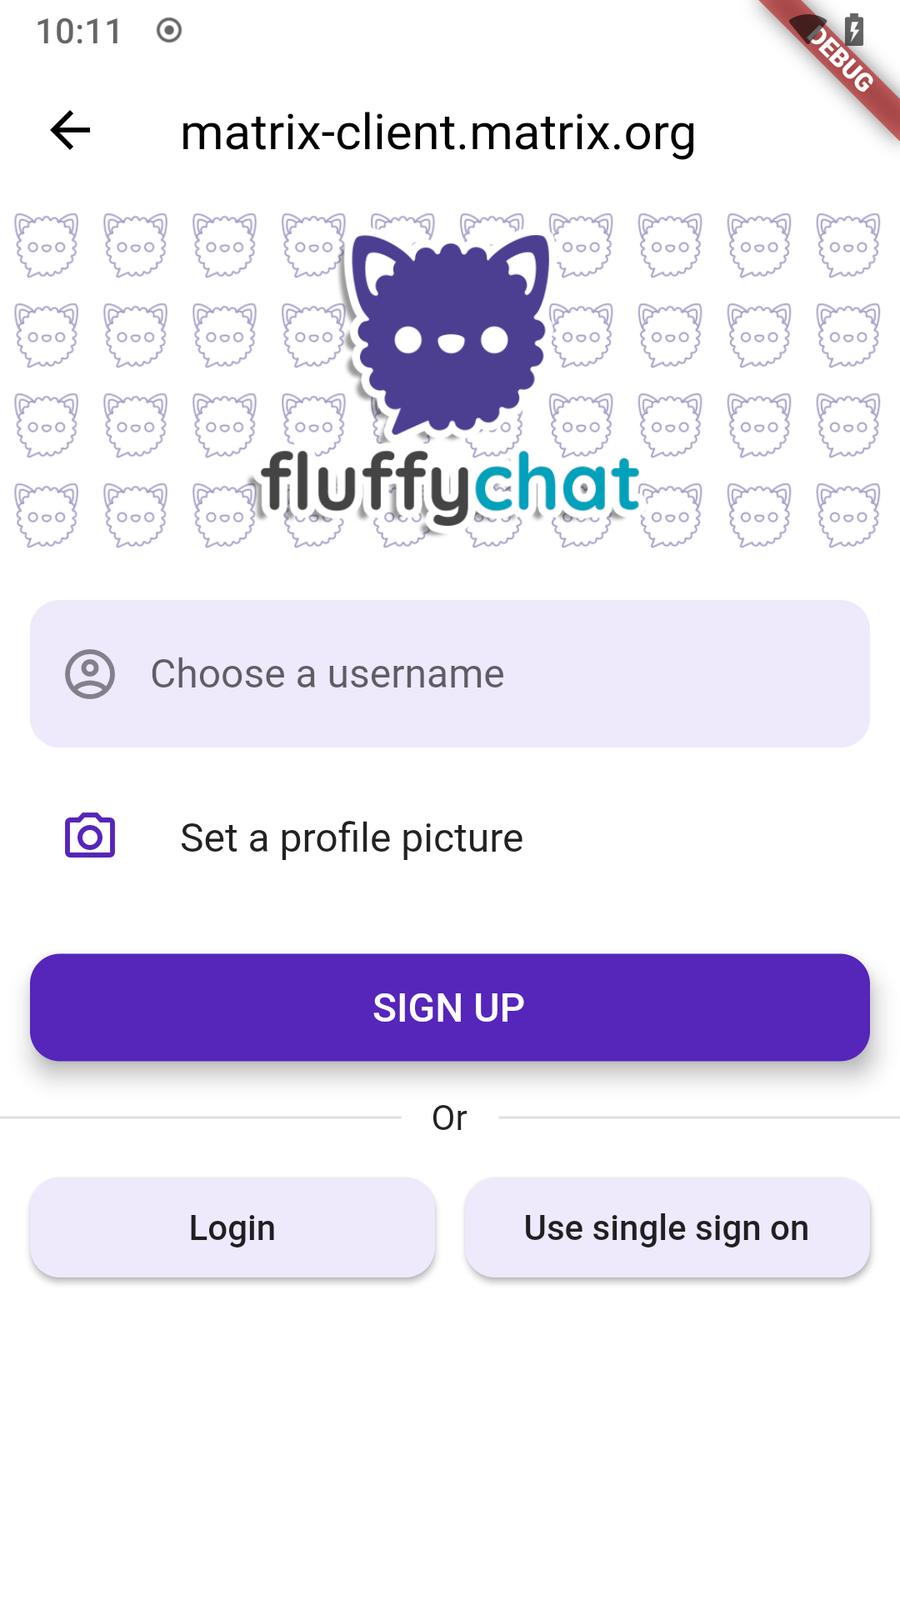 10:11
DEBUG
matrix-client.matrix.org
fluffychat
Choose a username
Set a profile picture
SIGN UP
Or
Login
Use single sign on